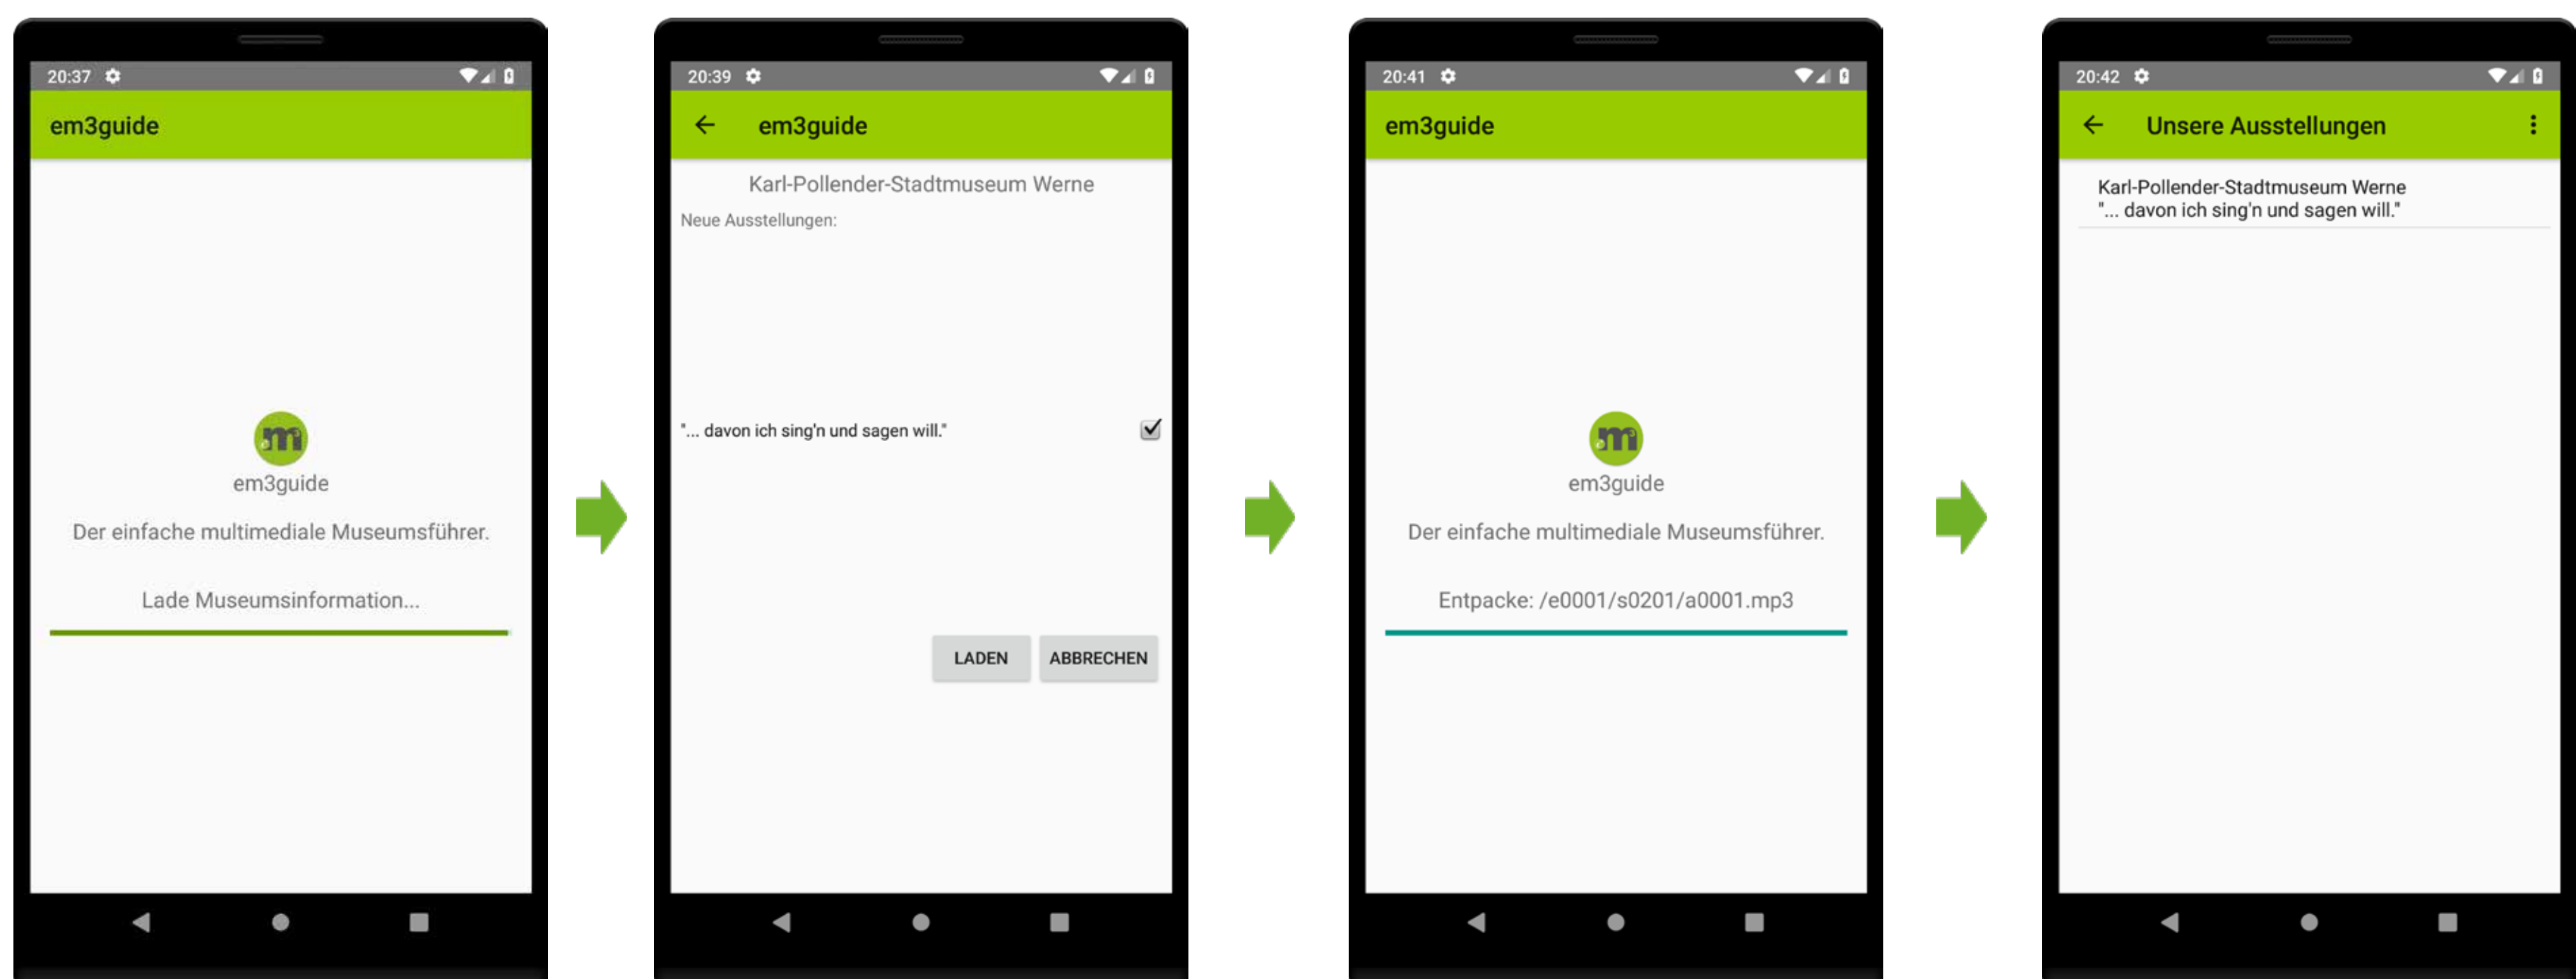 20:37
em3guide
m
em3guide
Der einfache multimediale Museumsführer.
Lade Museumsinformation...
20:39
em3guide
Karl-Pollender-Stadtmuseum Werne
Neue Ausstellungen:
"... davon ich sing'n und sagen will."
LADEN ABBRECHEN
20:41
em3guide
m
em3guide
Der einfache multimediale Museumsführer.
Entpacke: /e0001/s0201/a0001.mp3
20:42
Unsere Ausstellungen
Karl-Pollender-Stadtmuseum Werne
"... davon ich sing'n und sagen will."